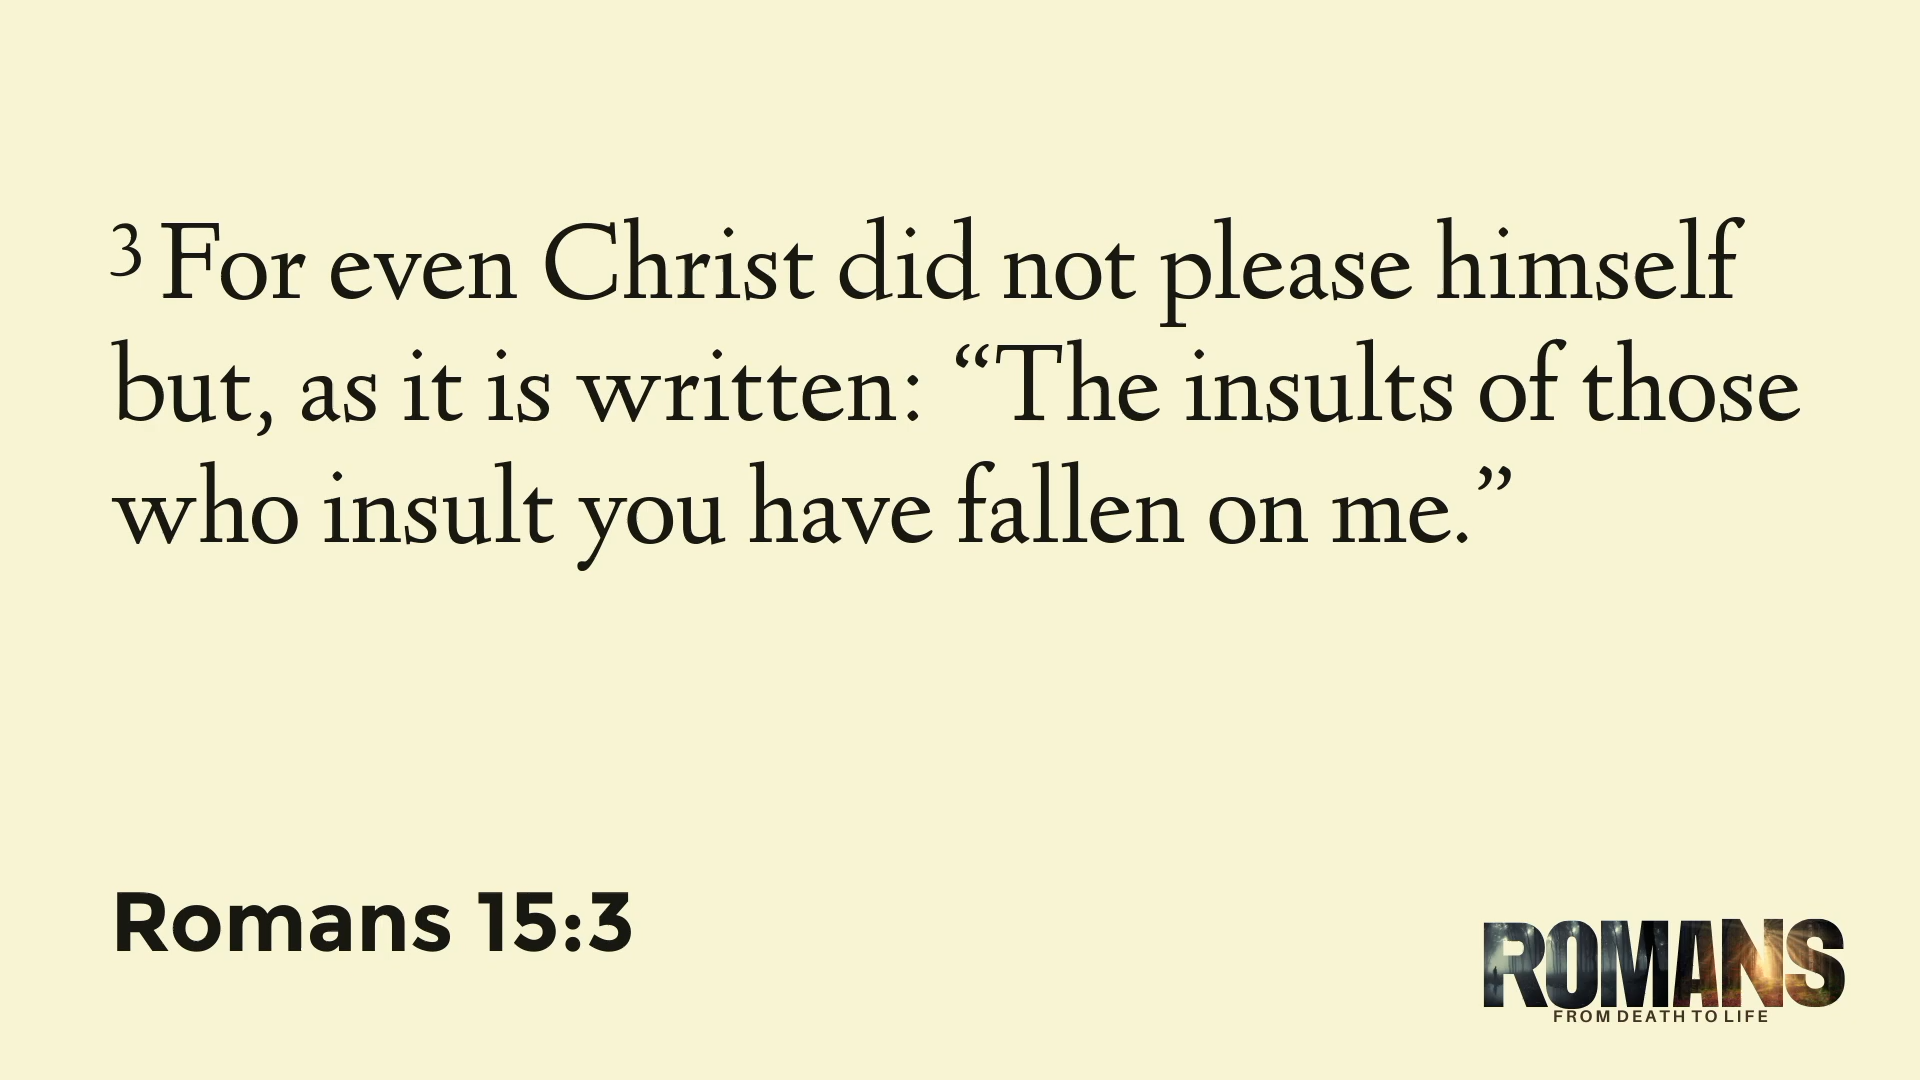 3 For even Christ did not please himself
but, as it is written: “The insults of those
who insult you have fallen on me.”
Romans 15:3
ROMANS
FROM DEATH TO LIFE